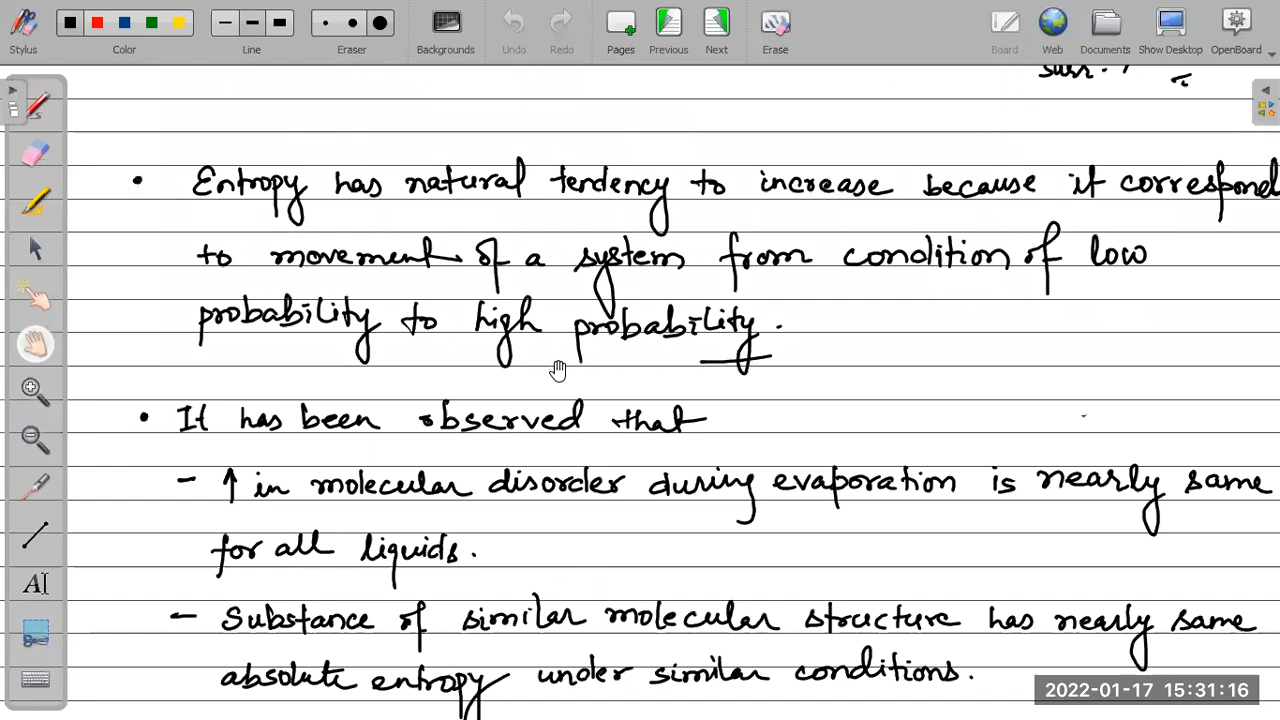 Stylus Color Line Eraser Backgrounds Undo Redo Pages Previous Next Erase Board Web Documents Show Desktop OpenBoard
surr.
• Entropy has natural tendency to increase because it correspond
to movement of a system from condition of low
probability to high probability.
• It has been observed that
- ↑ in molecular disorder during evaporation is nearly same
for all liquids.
- Substance of similar molecular structure has nearly same
absolute entropy under similar conditions.
2022-01-17 15:31:16